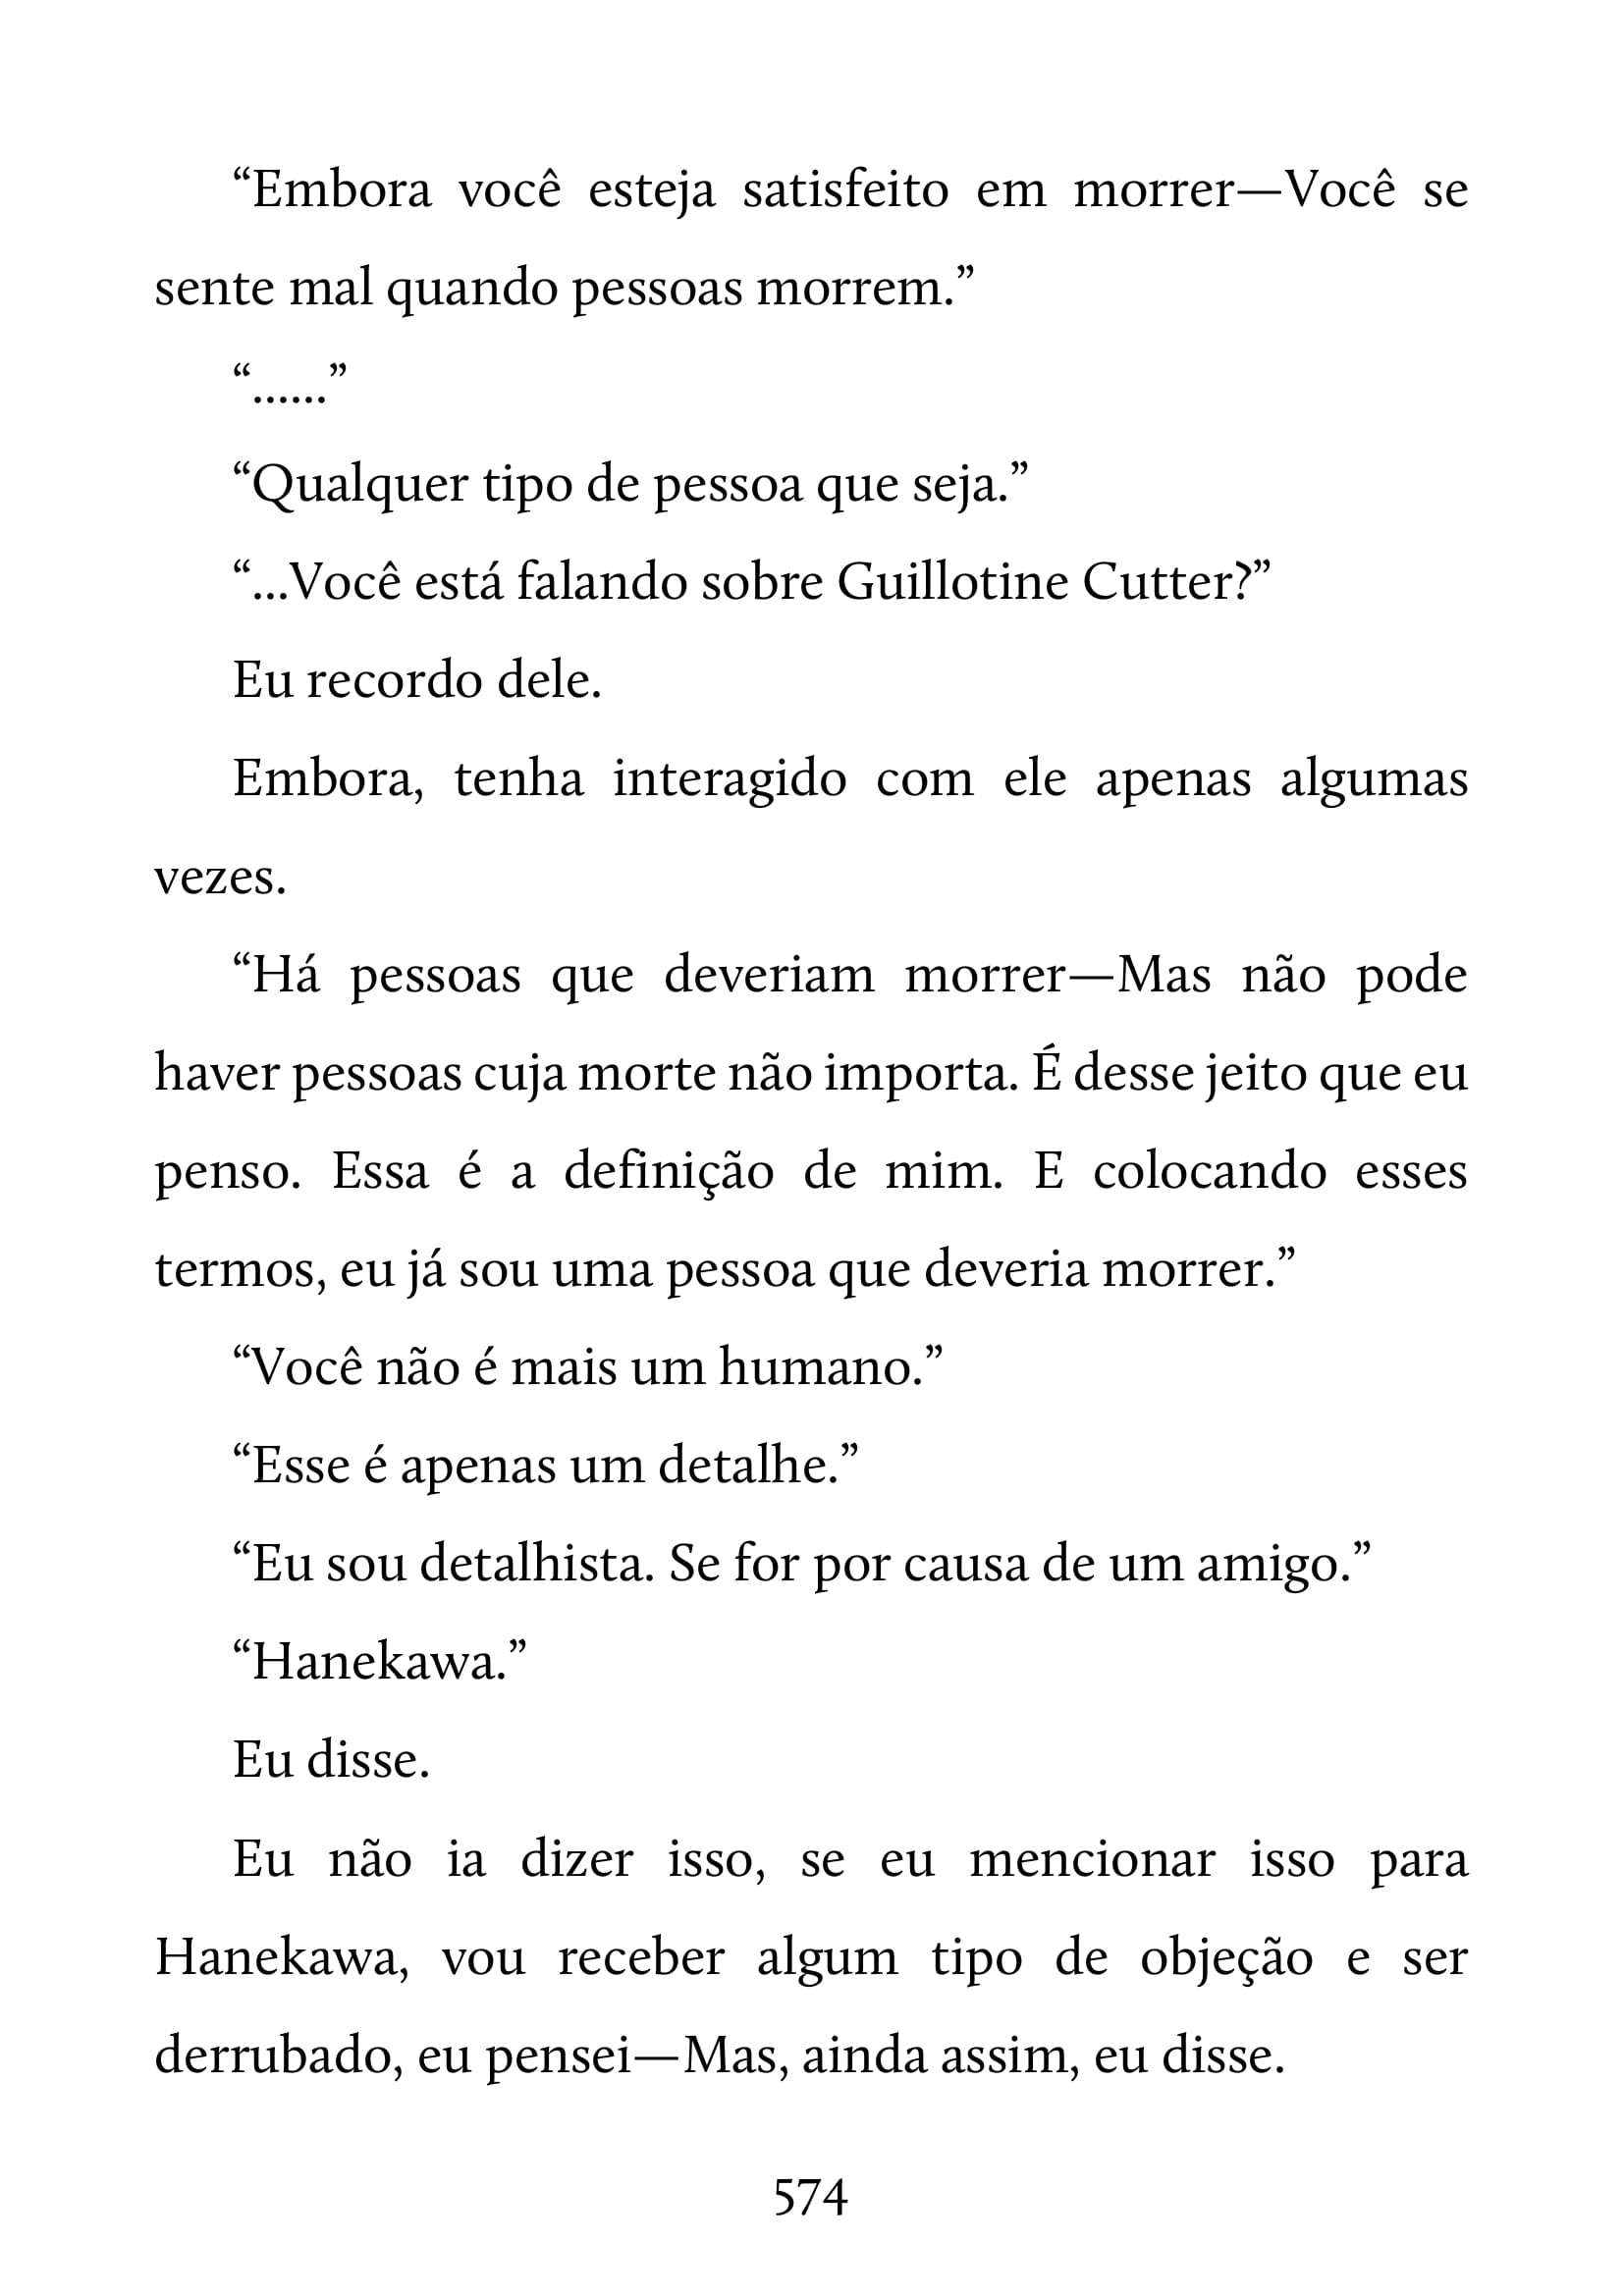 “Embora você esteja satisfeito em morrer—Você se
sente mal quando pessoas morrem.”
“......”
“Qualquer tipo de pessoa que seja.”
“...Você está falando sobre Guillotine Cutter?”
Eu recordo dele.
Embora, tenha interagido com ele apenas algumas
vezes.
“Há pessoas que deveriam morrer—Mas não pode
haver pessoas cuja morte não importa. É desse jeito que eu
penso. Essa é a definição de mim. E colocando esses
termos, eu já sou uma pessoa que deveria morrer.”
“Você não é mais um humano.”
“Esse é apenas um detalhe.”
“Eu sou detalhista. Se for por causa de um amigo.”
“Hanekawa.”
Eu disse.
Eu não ia dizer isso, se eu mencionar isso para
Hanekawa, vou receber algum tipo de objeção e ser
derrubado, eu pensei—Mas, ainda assim, eu disse.
574